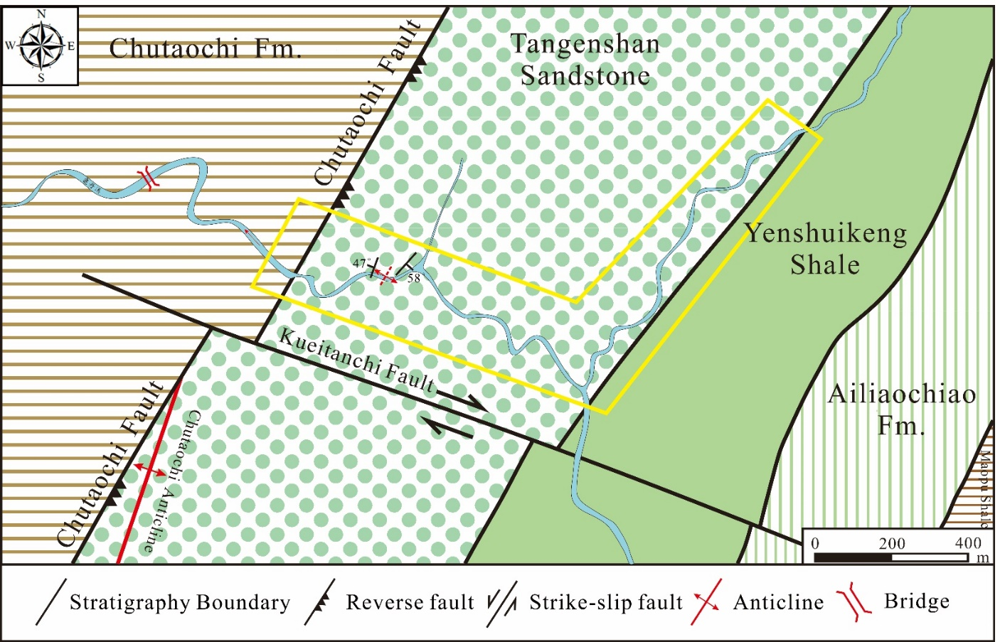 N
W E
S
Chutaochi Fm.
Chutaochi Fault
Tangenshan
Sandstone
Yenshuikeng
Shale
47°
58
Kueitanchi Fault
Ailiaochiao
Fm.
Chutaochi Fault
Chutaochi Anticline
Maopu Shale
0 200 400
m
Stratigraphy Boundary
Reverse fault
Strike-slip fault
Anticline
Bridge